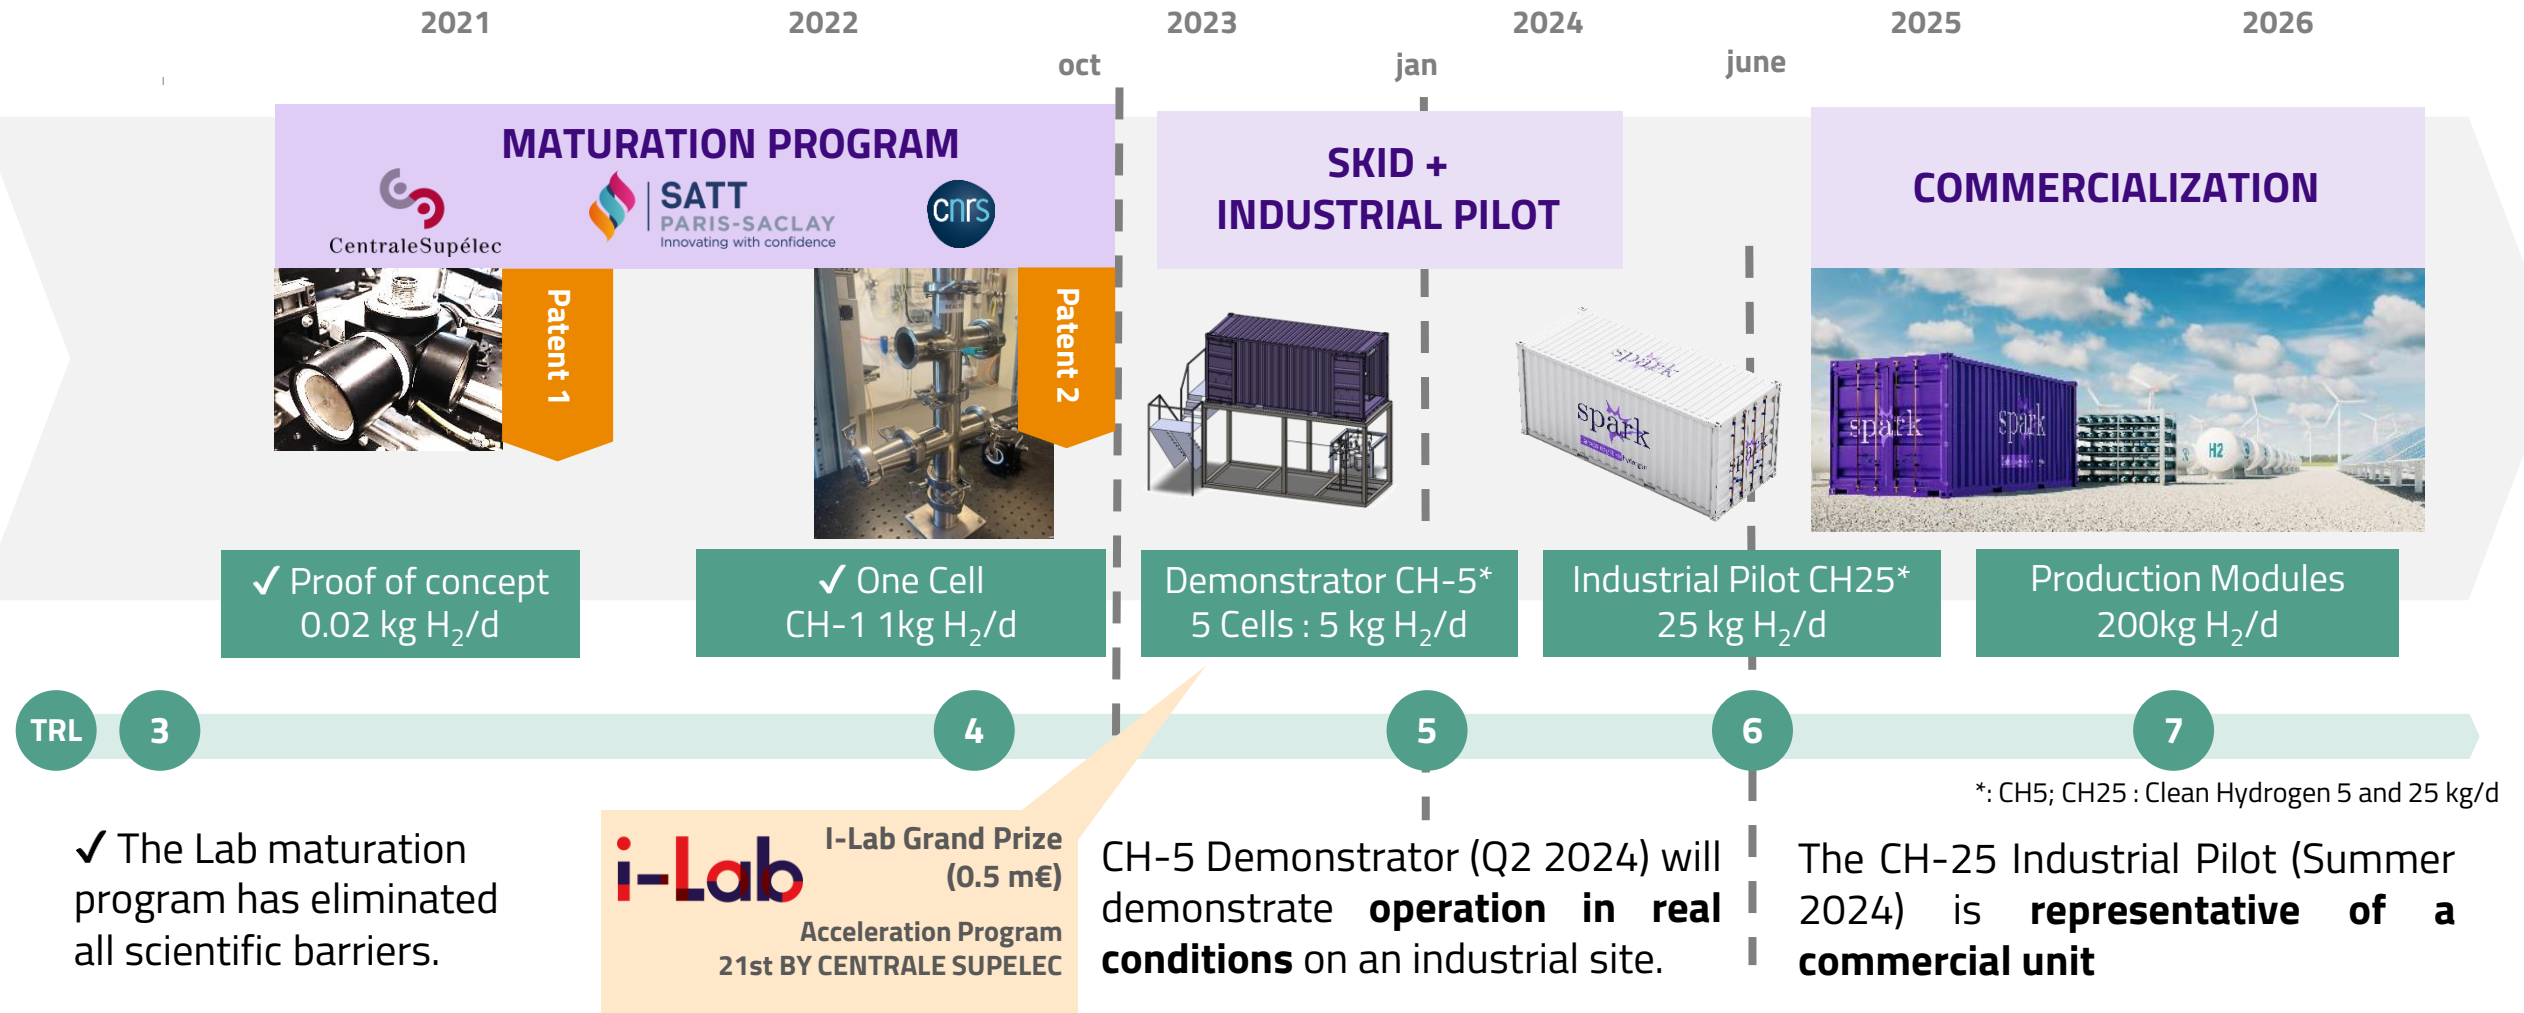 2021
2022
2023
2024
2025
2026
oct
jan
june
MATURATION PROGRAM
CentraleSupélec
SATT
PARIS-SACLAY
Innovating with confidence
cnrs
SKID +
INDUSTRIAL PILOT
COMMERCIALIZATION
Patent 1
Patent 2
spark
spark
spark
spark
H2
✓ Proof of concept
0.02 kg H₂/d
✓ One Cell
CH-1 1kg H₂/d
Demonstrator CH-5*
5 Cells : 5 kg H₂/d
Industrial Pilot CH25*
25 kg H₂/d
Production Modules
200kg H₂/d
TRL
3
4
5
6
7
*: CH5; CH25 : Clean Hydrogen 5 and 25 kg/d
✓ The Lab maturation
program has eliminated
all scientific barriers.
i-Lab
I-Lab Grand Prize
(0.5 m€)
Acceleration Program
21st BY CENTRALE SUPELEC
CH-5 Demonstrator (Q2 2024) will
demonstrate operation in real
conditions on an industrial site.
The CH-25 Industrial Pilot (Summer
2024) is representative of a
commercial unit